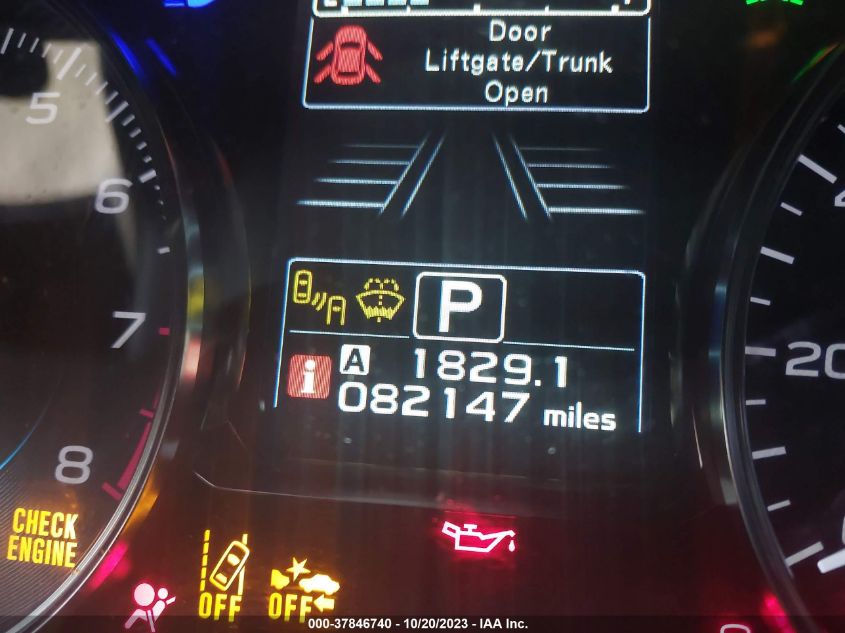 Door
Liftgate/Trunk
Open
5
6
7
8
P
A 1829.1
i 082147 miles
20
CHECK
ENGINE
OFF
OFF
000-37846740 - 10/20/2023 - IAA Inc.